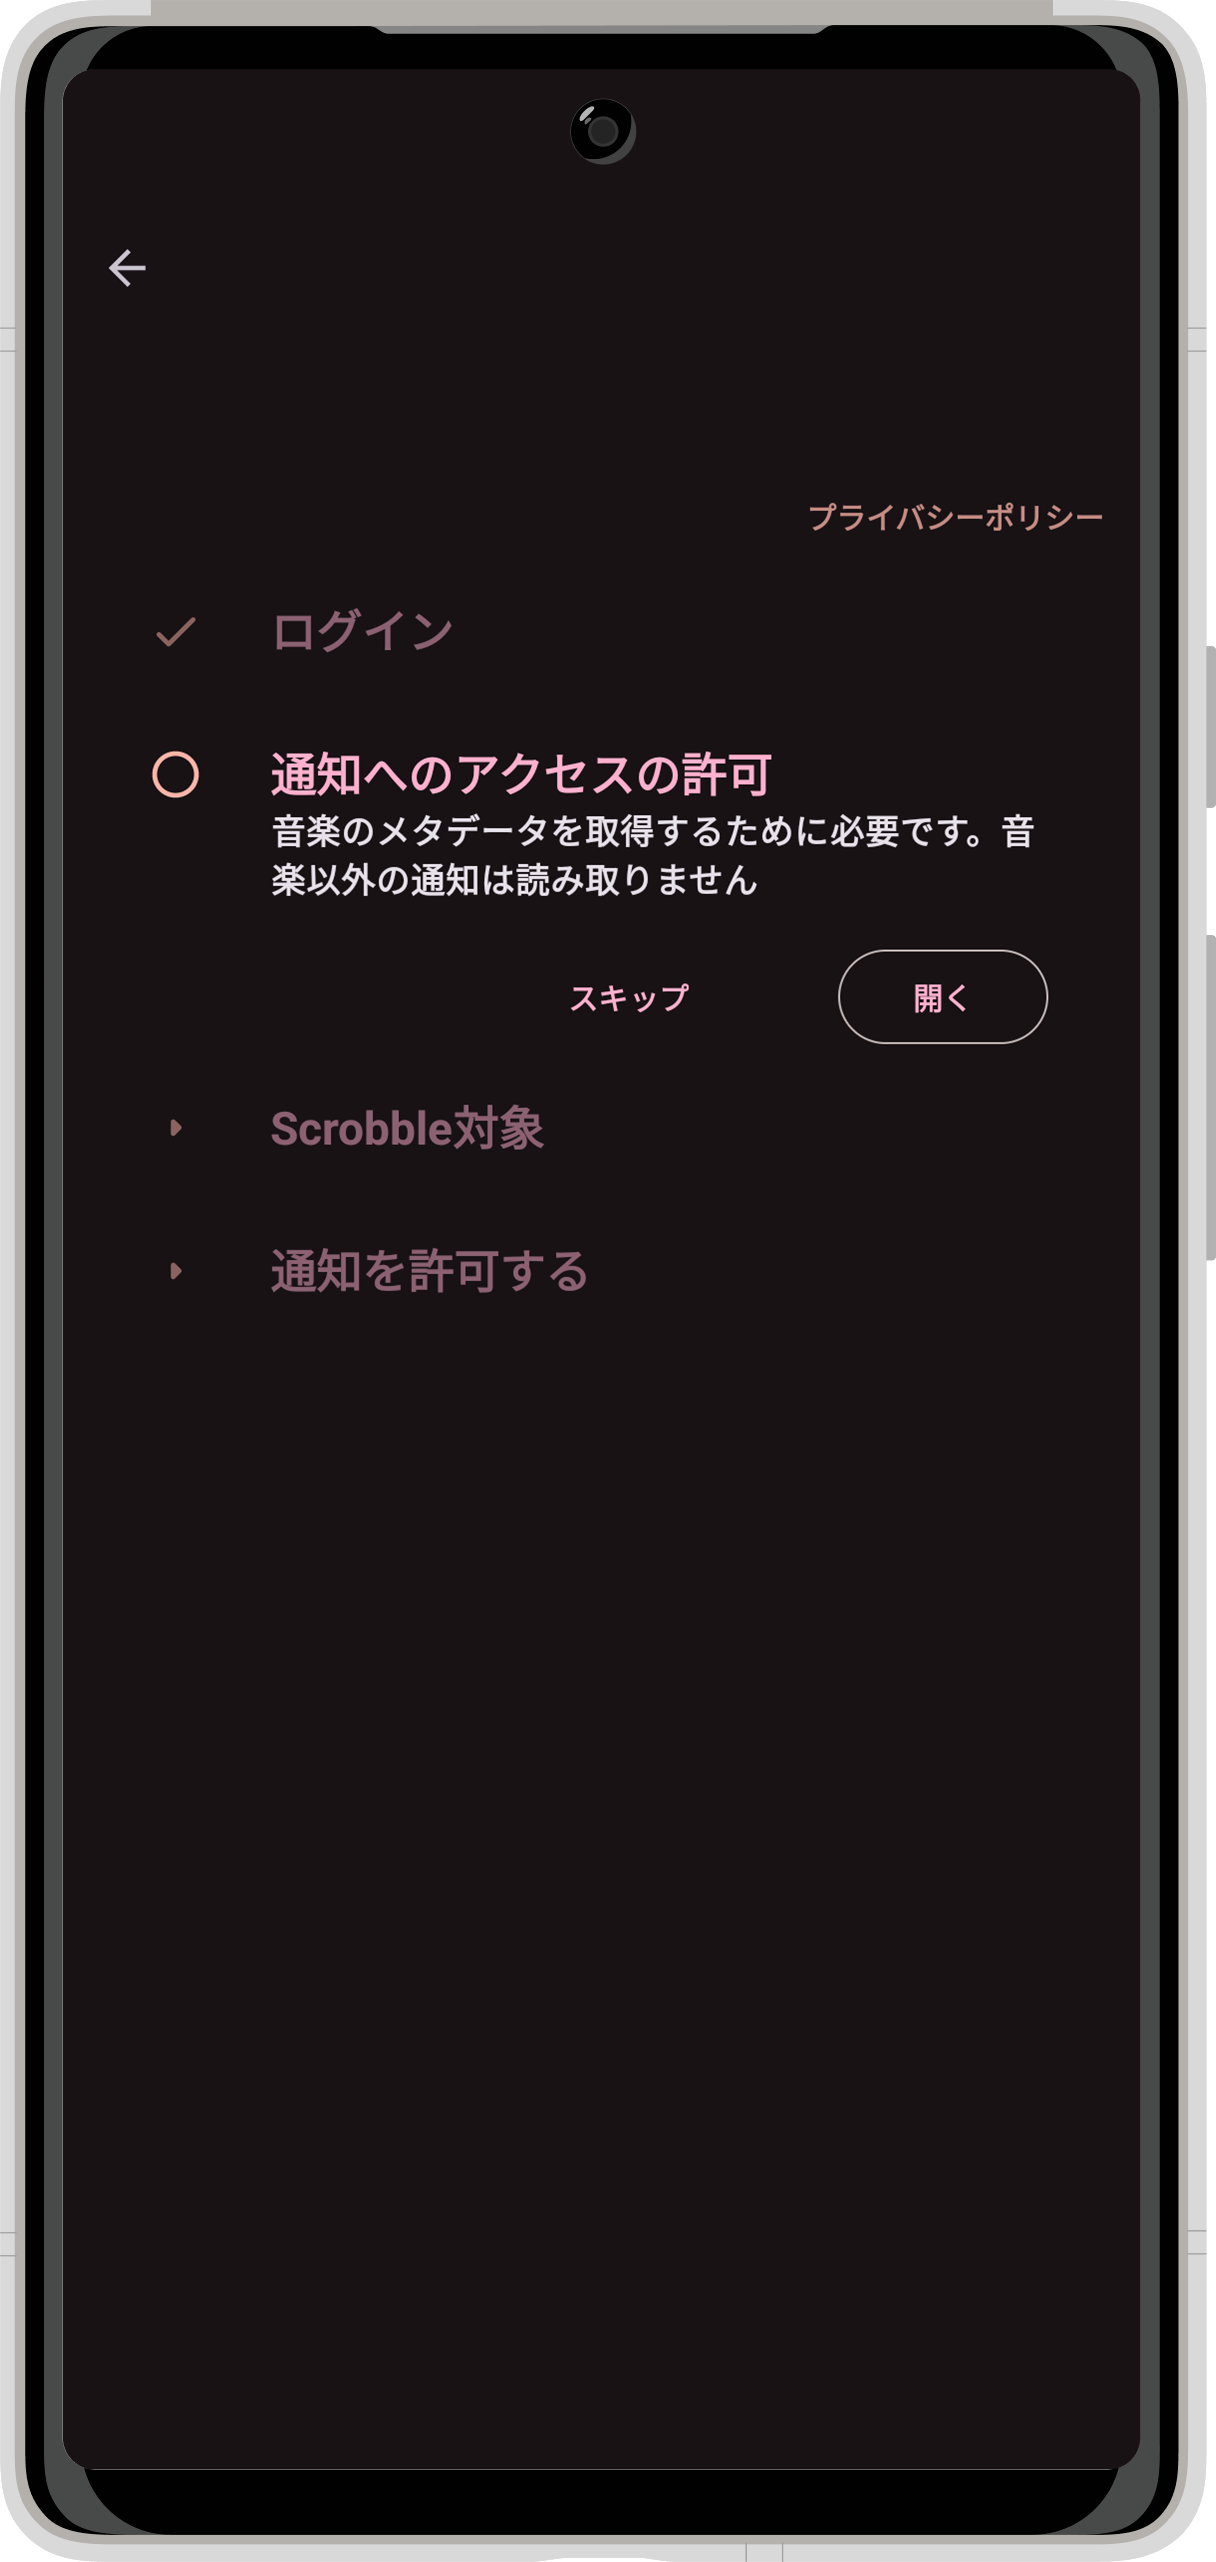 プライバシーポリシー
ログイン
通知へのアクセスの許可
音楽のメタデータを取得するために必要です。音
楽以外の通知は読み取りません
スキップ
開く
Scrobble対象
通知を許可する